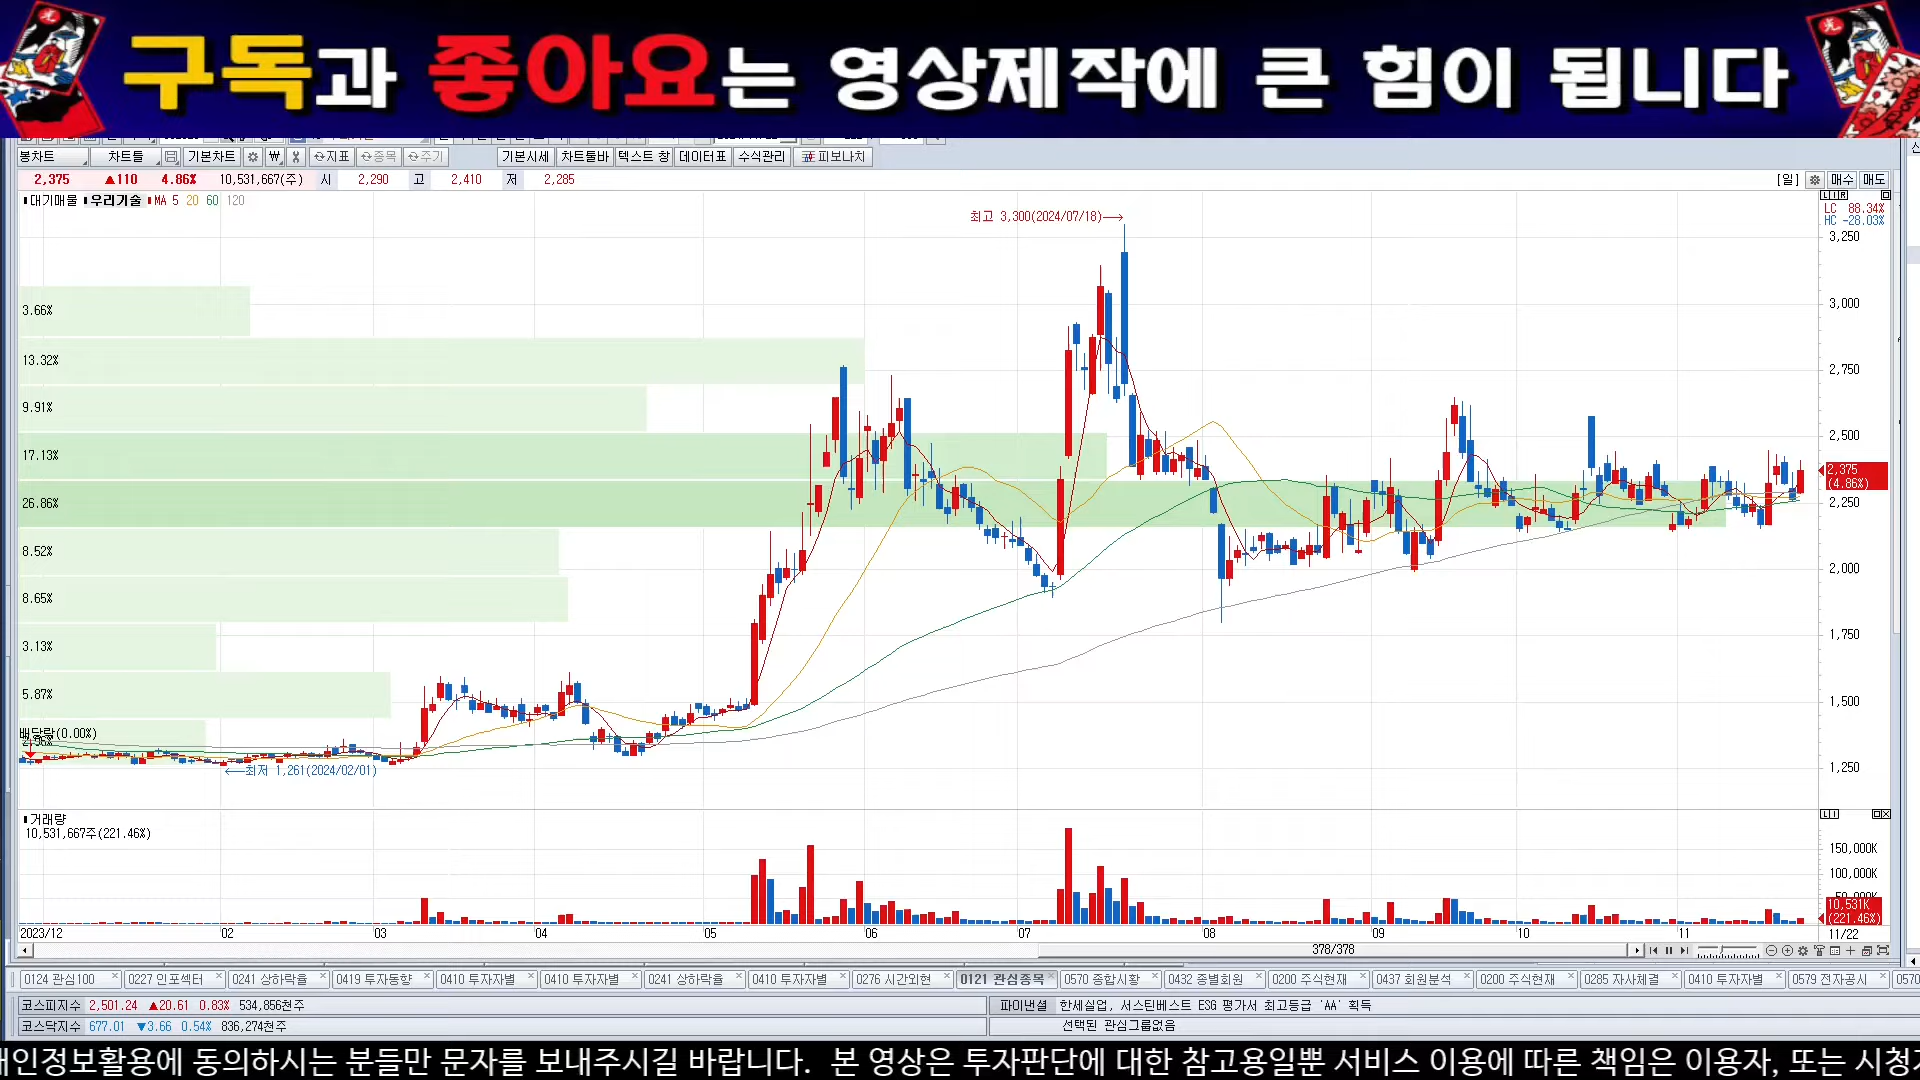 구독과 좋아요는 영상제작에 큰 힘이 됩니다
봉차트 차트틀 기본차트 ₩ 지표 종목 주기 기본시세 차트툴바 텍스트 창 데이터표 수식관리 피보나치
2,375 ▲110 4.86% 10,531,667(주) 시 2,290 고 2,410 저 2,285 [일] 매수 매도
대기매물 우리기술 MA 5 20 60 120
LC 88.34%
HC -28.03%
최고 3,300(2024/07/18)
3,250
3,000
2,750
2,500
2,375
(4.86%)
2,250
2,000
1,750
1,500
1,250
3.66%
13.32%
9.91%
17.13%
26.86%
8.52%
8.65%
3.13%
5.87%
배당락(0.00%)
최저 1,261(2024/02/01)
거래량
10,531,667주(221.46%)
150,000K
100,000K
50,000K
10,531K
(221.46%)
2023/12 02 03 04 05 06 07 08 09 10 11 11/22
378/378
0124 관심100 0227 인포섹터 0241 상하락율 0419 투자동향 0410 투자자별 0410 투자자별 0241 상하락율 0410 투자자별 0276 시간외현 0121 관심종목 0570 종합시황 0432 종별회원 0200 주식현재 0437 회원분석 0200 주식현재 0285 자사체결 0410 투자자별 0579 전자공시 0570
코스피지수 2,501.24 ▲20.61 0.83% 534,856천주 파이낸셜 한세실업, 서스틴베스트 ESG 평가서 최고등급 'AA' 획득
코스닥지수 677.01 ▼3.66 0.54% 836,274천주 선택된 관심그룹없음
개인정보활용에 동의하시는 분들만 문자를 보내주시길 바랍니다. 본 영상은 투자판단에 대한 참고용일뿐 서비스 이용에 따른 책임은 이용자, 또는 시청